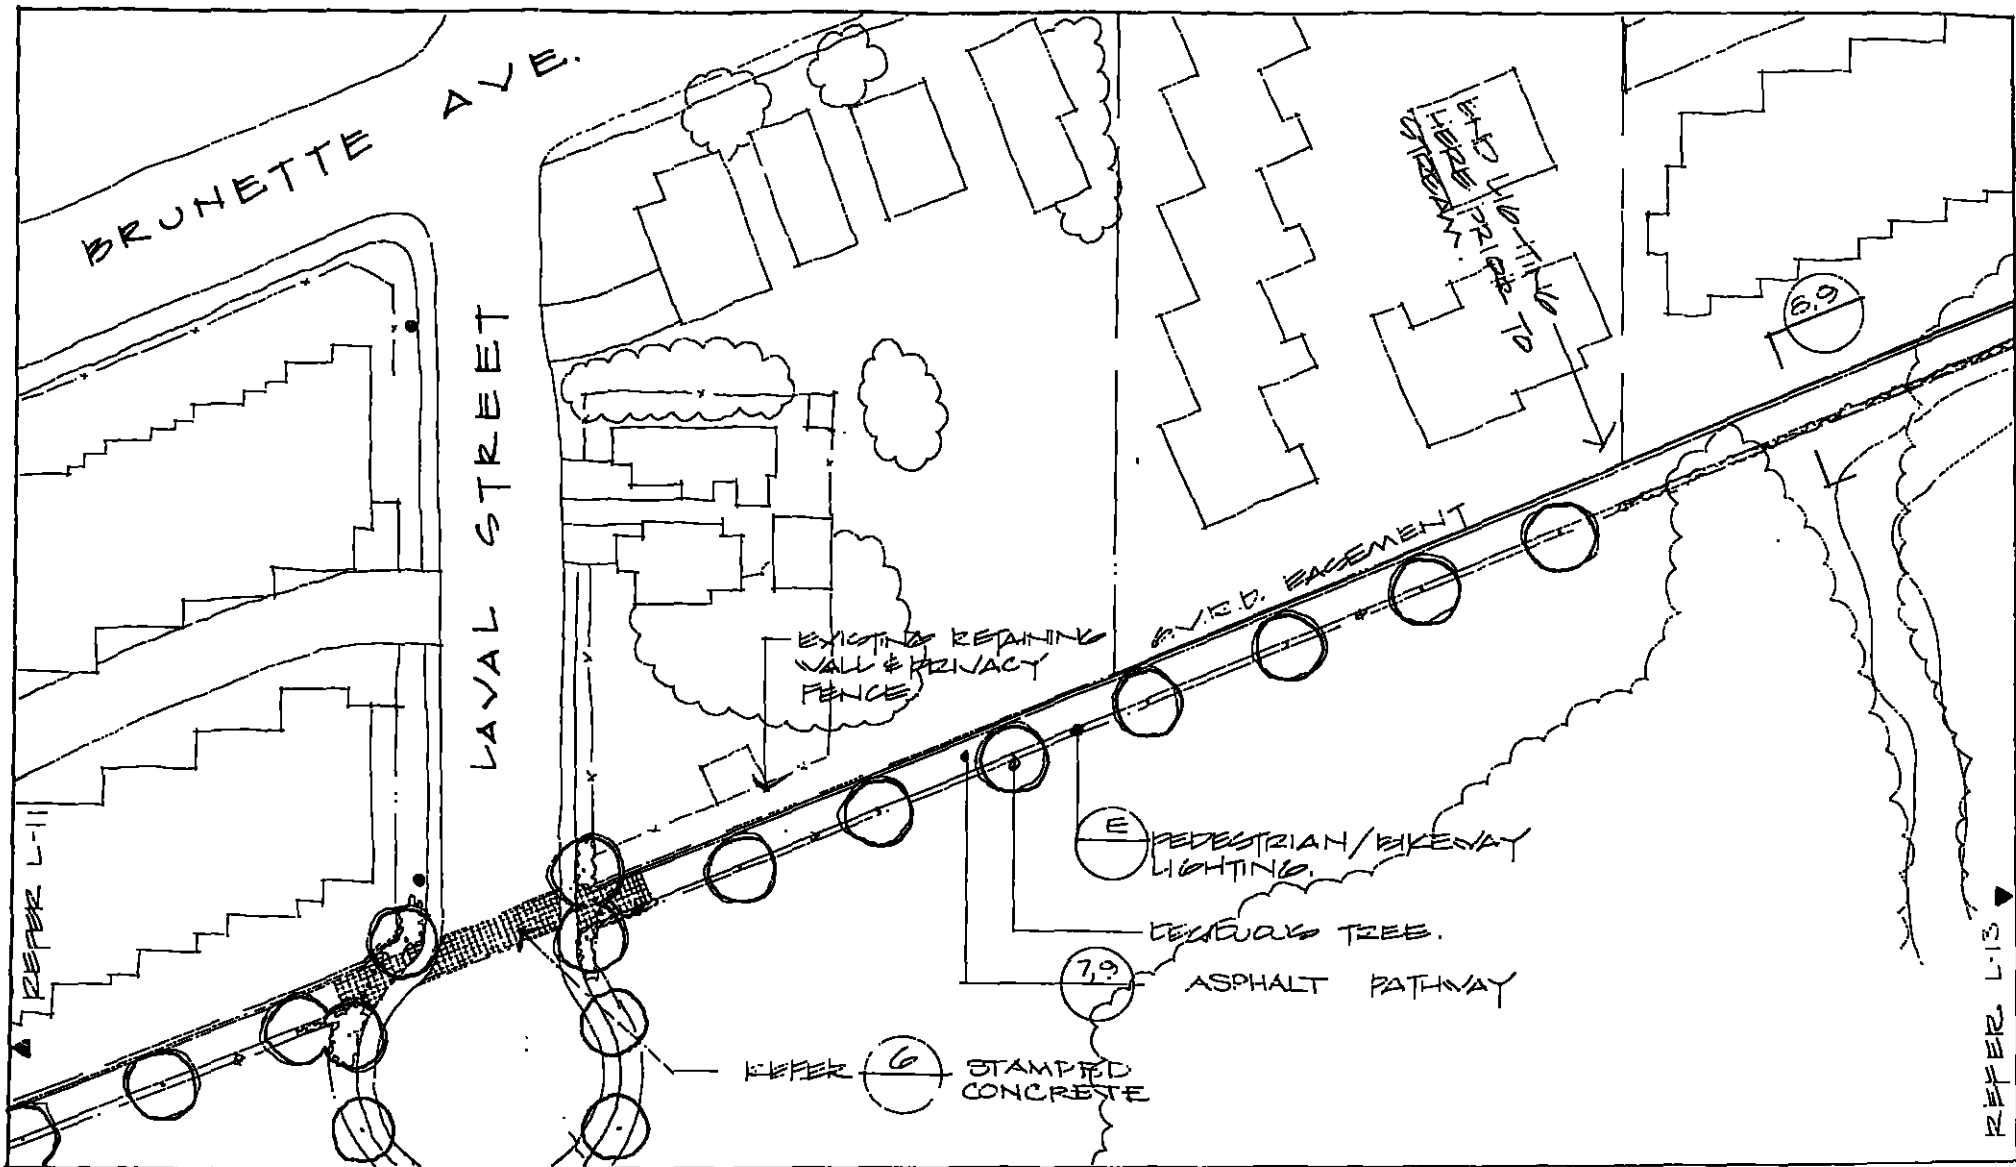 BRUNETTE AVE.
LAVAL STREET
END LIGHTING
HERE PRIOR TO
STREAM.
5,9
G.V.R.D. EASEMENT
EXISTING RETAINING
WALL & PRIVACY
FENCE
E
PEDESTRIAN/BIKEWAY
LIGHTING.
DECIDUOUS TREE.
7,9
ASPHALT PATHWAY
REFER 6 STAMPED
CONCRETE
REFER L-11
REFER L-13